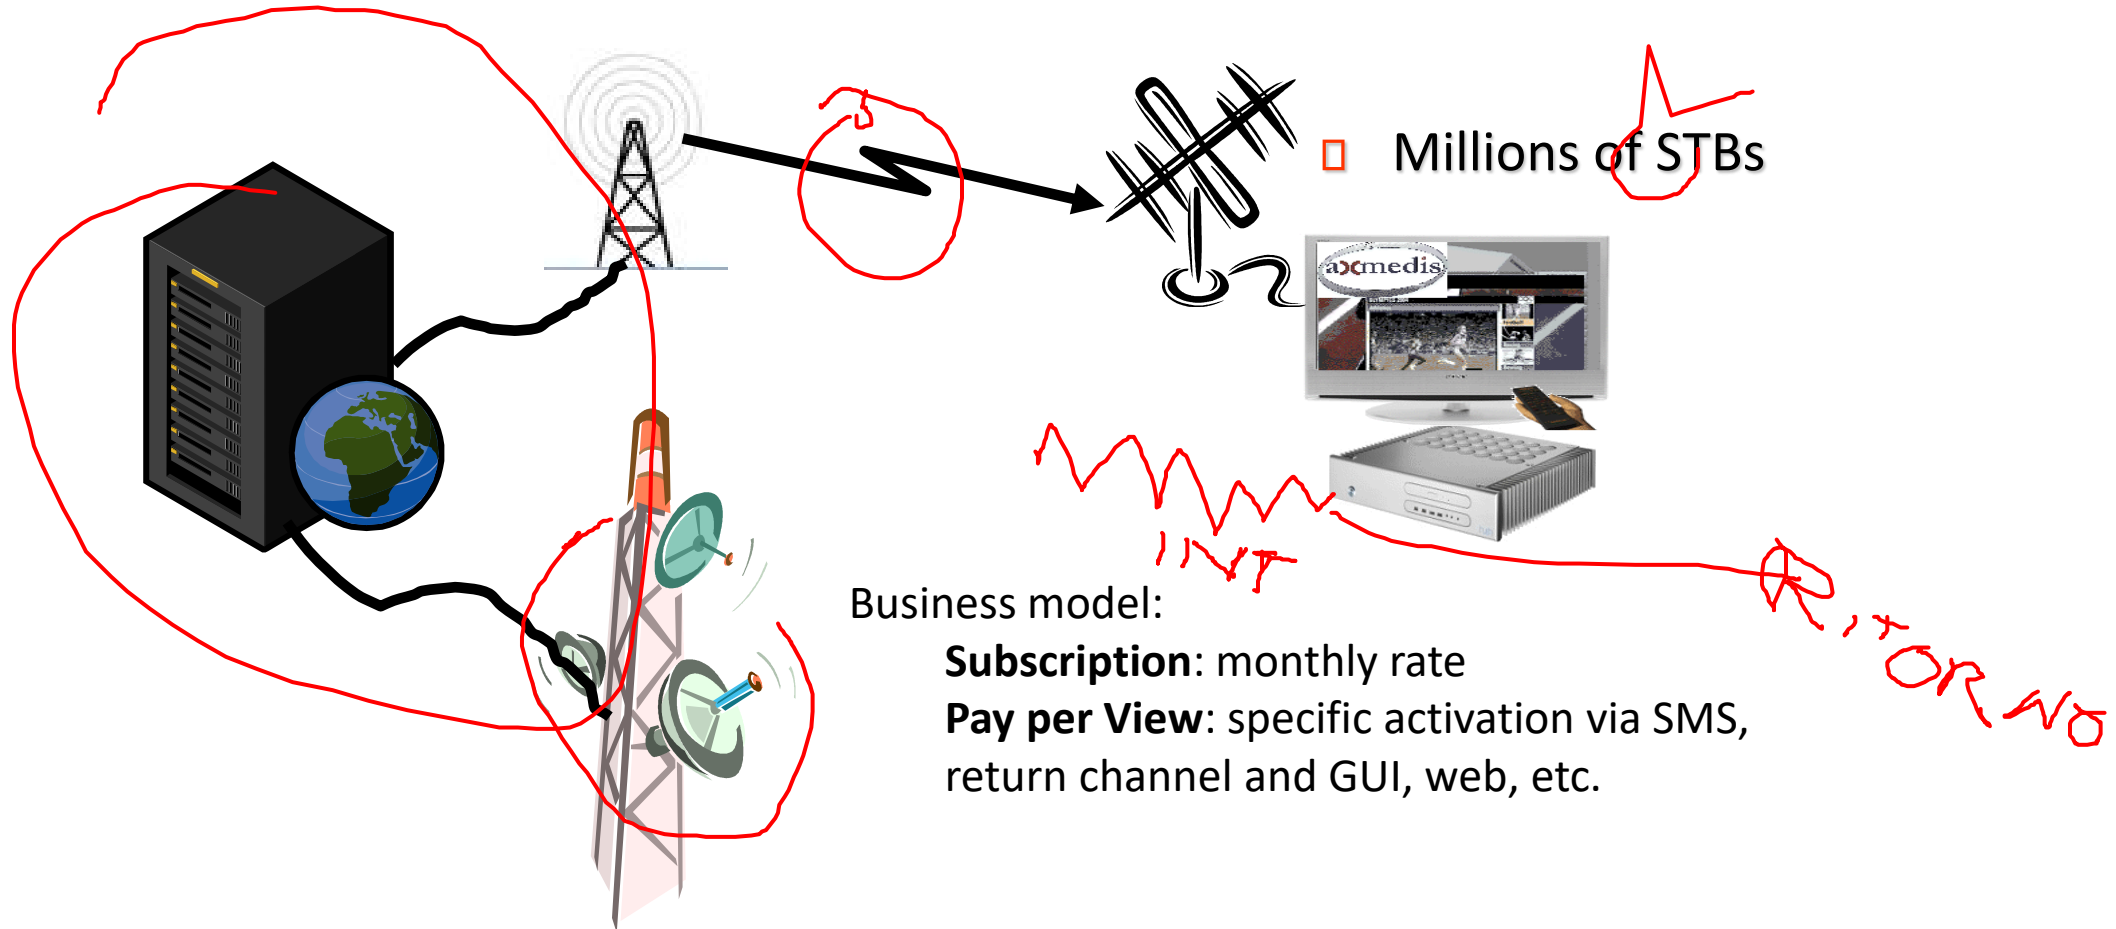 Millions of STBs
axmedis
INT
RITORNO
Business model:
Subscription: monthly rate
Pay per View: specific activation via SMS,
return channel and GUI, web, etc.